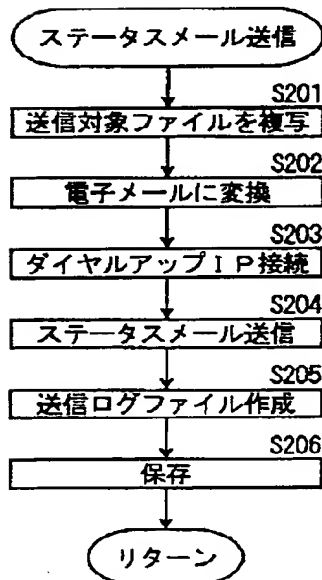 ステータスメール送信
S201
送信対象ファイルを複写
S202
電子メールに変換
S203
ダイヤルアップIP接続
S204
ステータスメール送信
S205
送信ログファイル作成
S206
保存
リターン